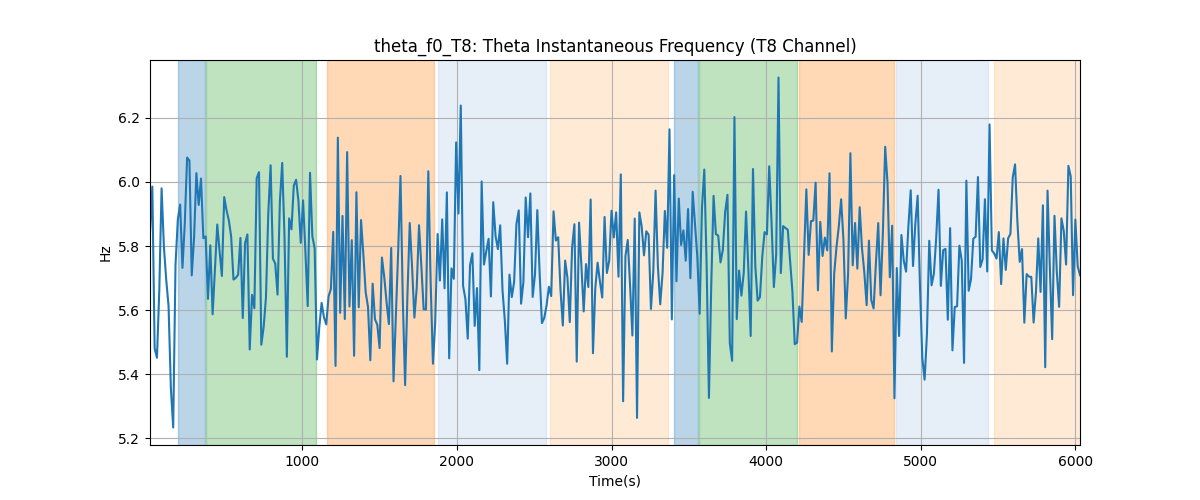 theta_f0_T8: Theta Instantaneous Frequency (T8 Channel)
6.2
6.0
5.8
5.6
5.4
5.2
Hz
1000 2000 3000 4000 5000 6000
Time(s)